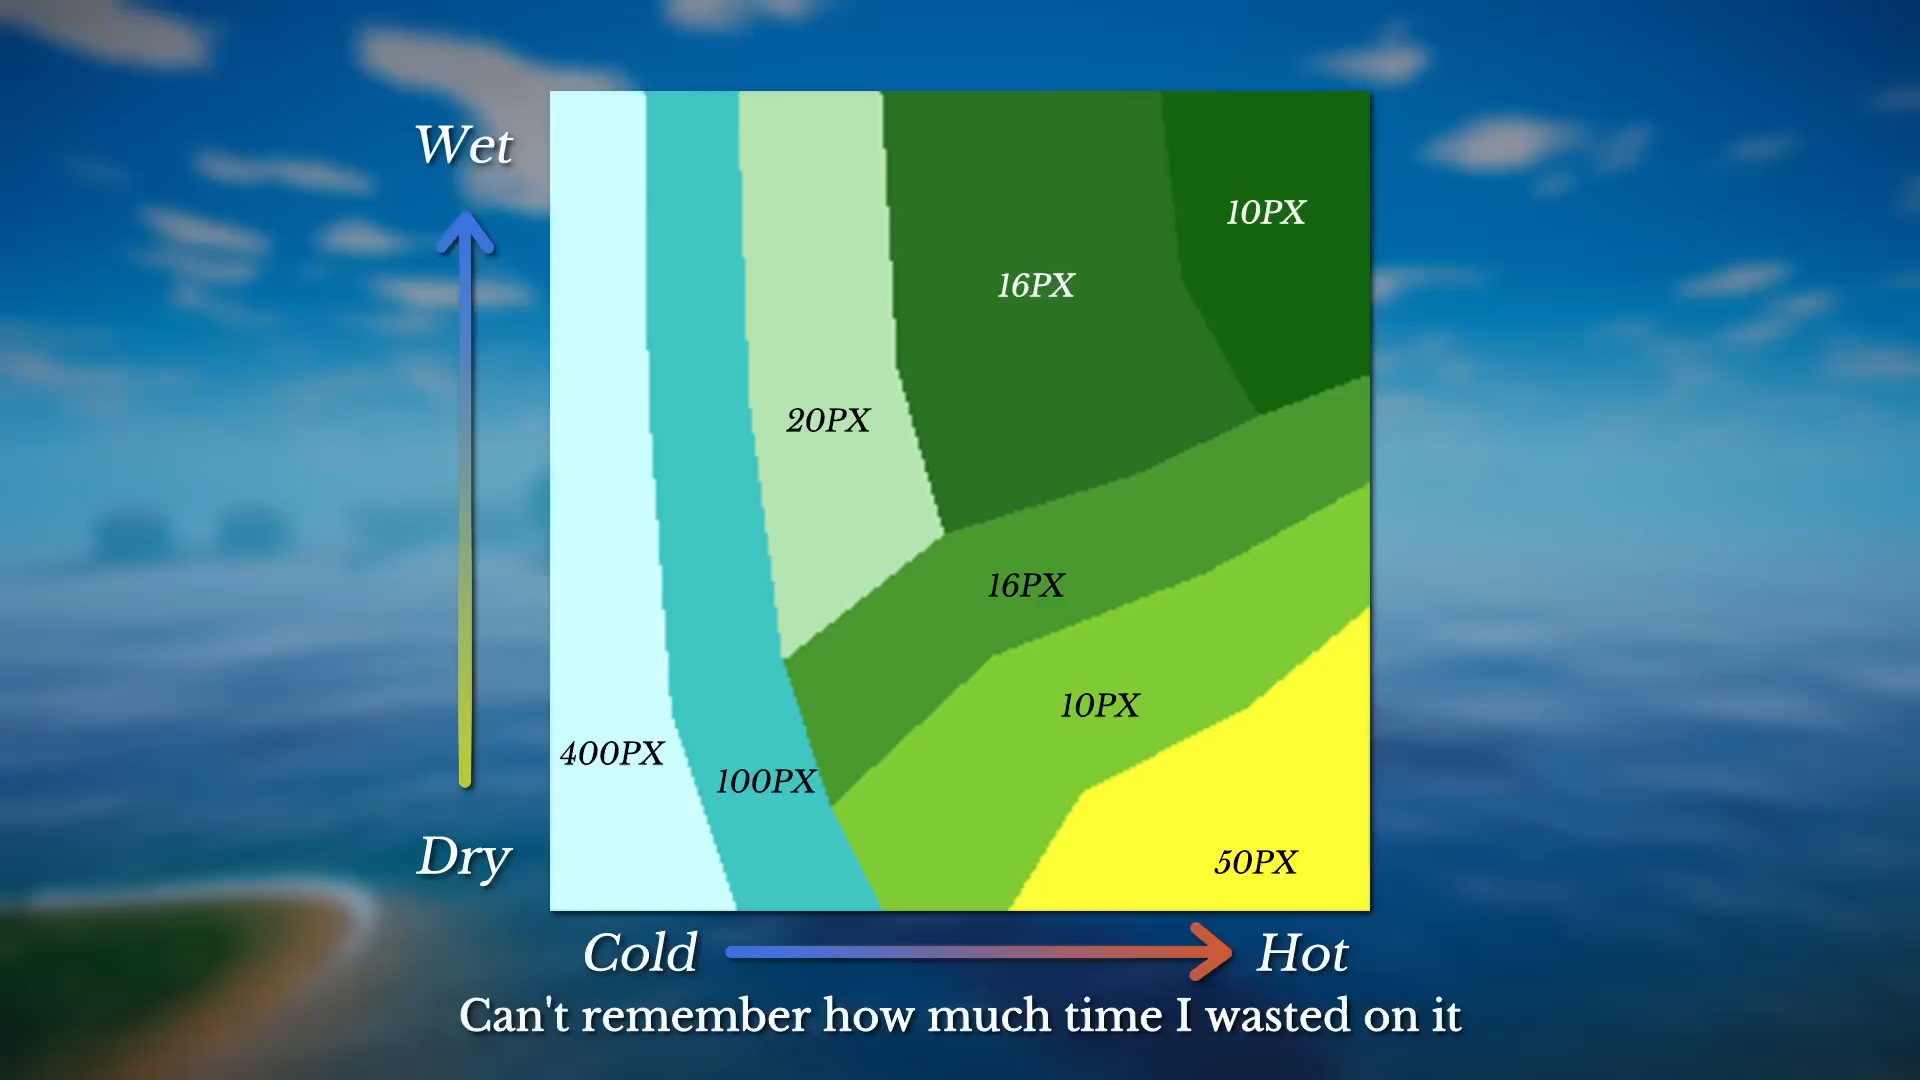 Wet
10PX
16PX
20PX
16PX
10PX
400PX
100PX
50PX
Dry
Cold
Hot
Can't remember how much time I wasted on it